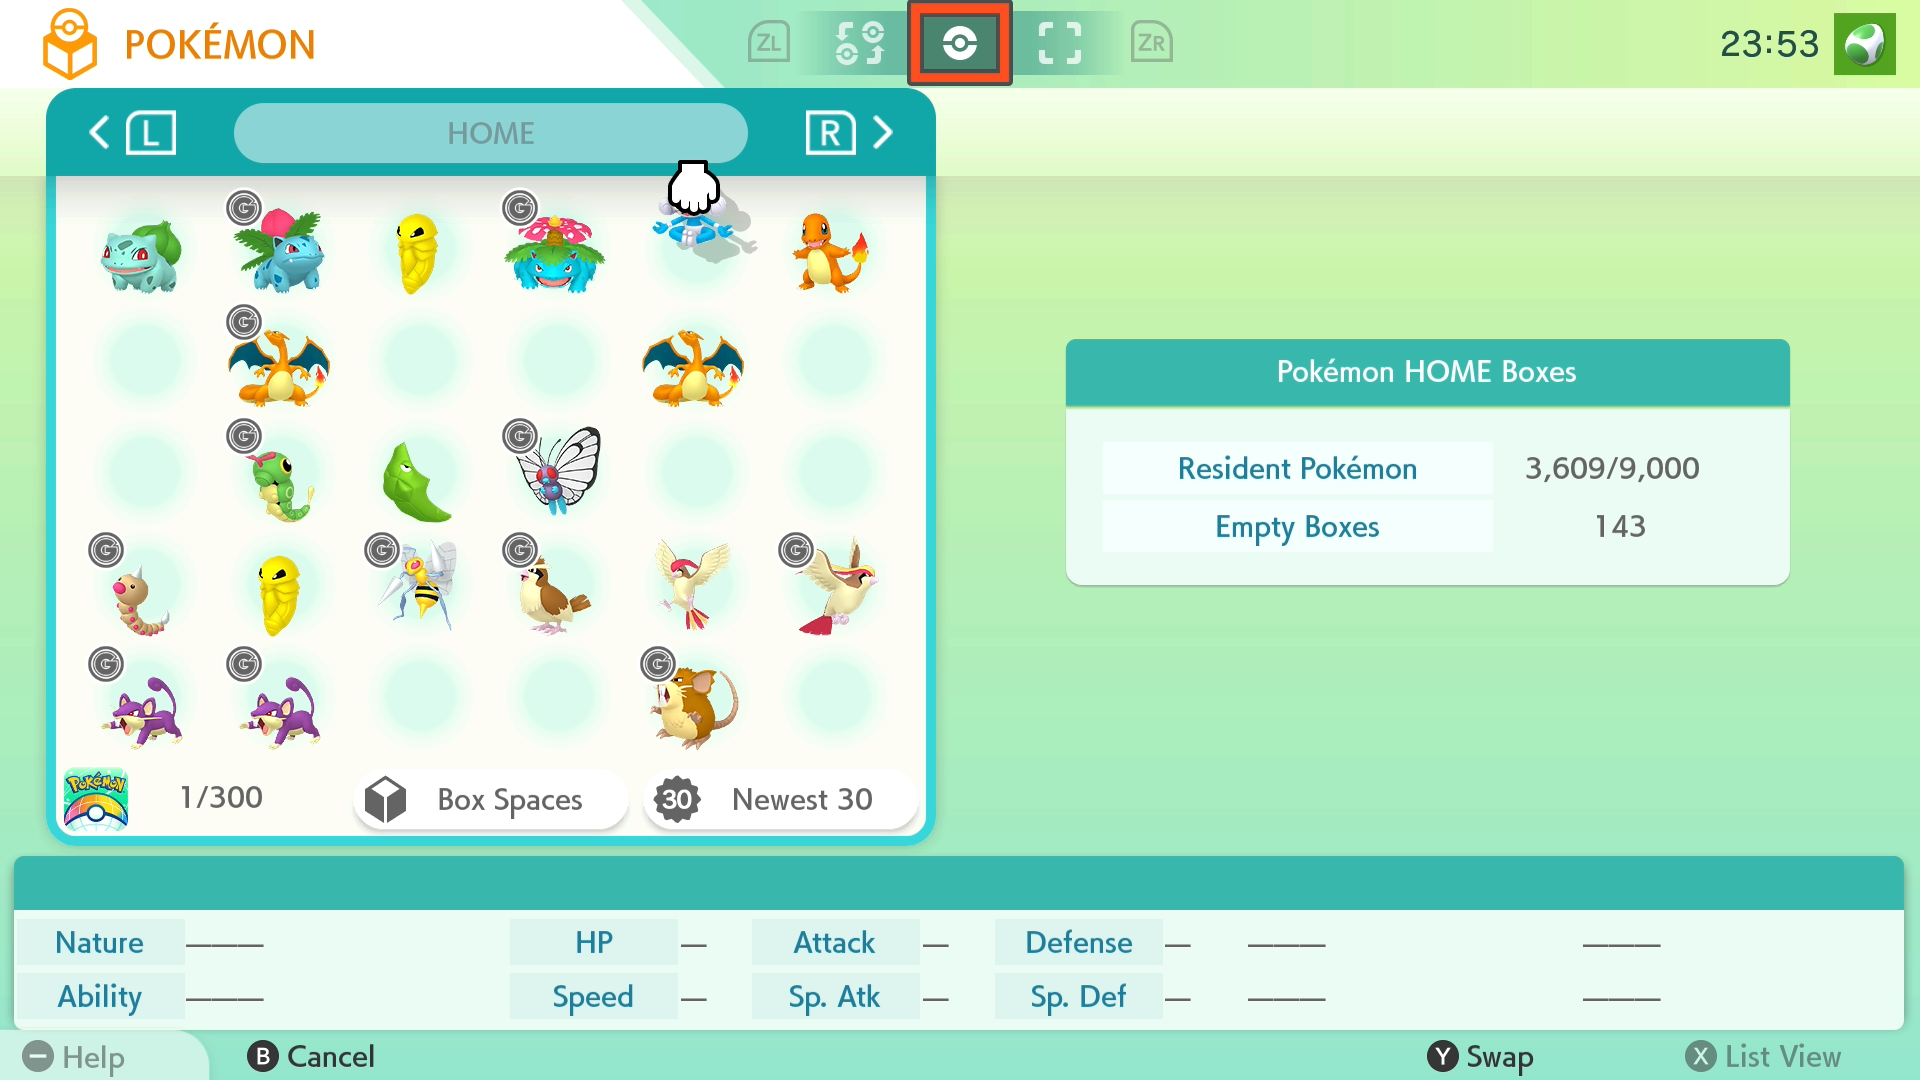 POKÉMON
ZL
ZR
23:53
L
HOME
R
Pokémon HOME Boxes
Resident Pokémon 3,609/9,000
Empty Boxes 143
Pokémon
1/300
Box Spaces
30 Newest 30
Nature ——— HP — Attack — Defense — ——— ———
Ability ——— Speed — Sp. Atk — Sp. Def — ——— ———
Help
B Cancel
Y Swap
X List View